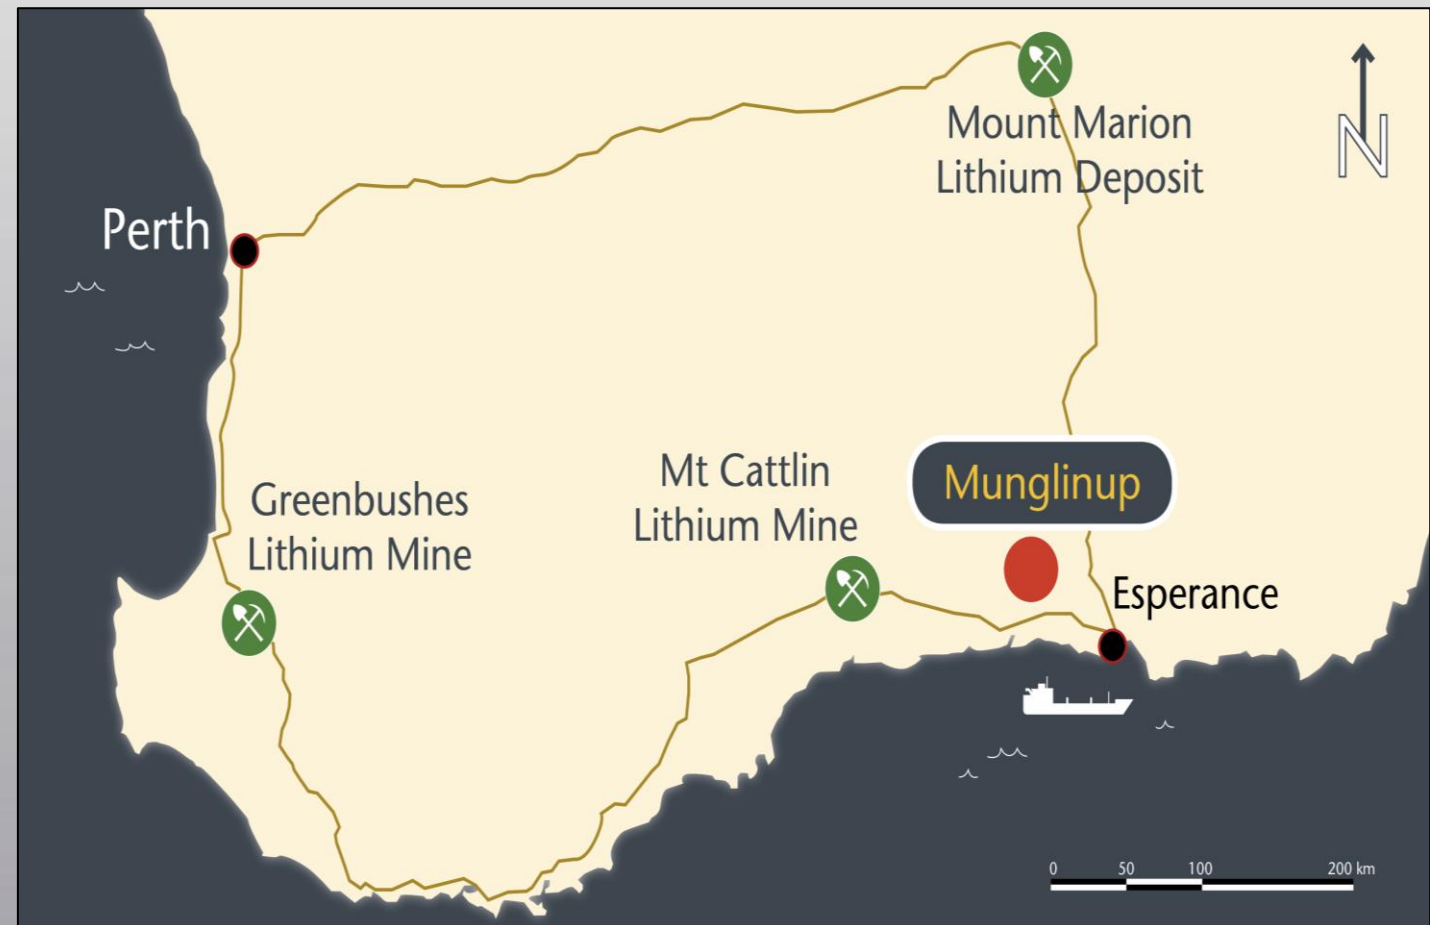 Mount Marion
Lithium Deposit
N
Perth
Mt Cattlin
Lithium Mine
Munglinup
Greenbushes
Lithium Mine
Esperance
0 50 100 200 km